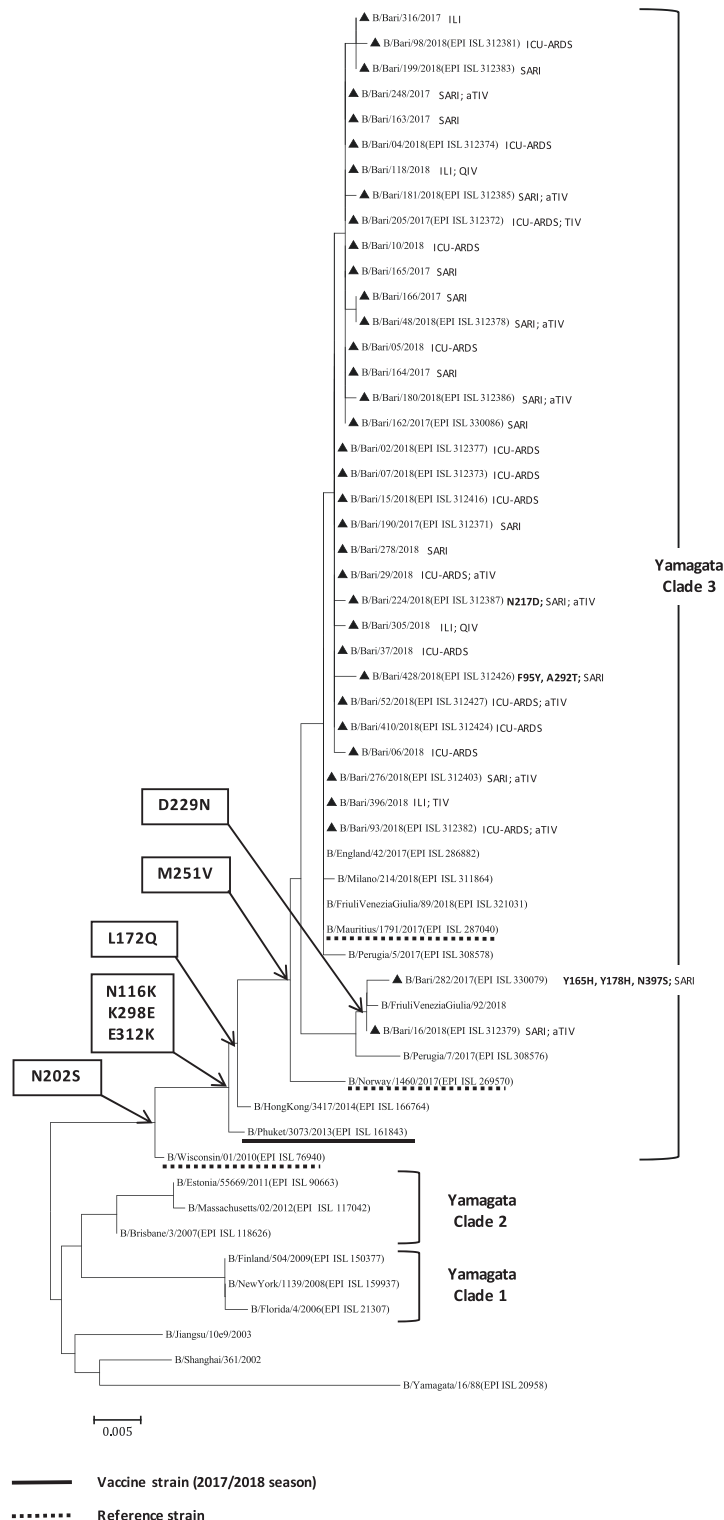 B/Bari/316/2017 ILI
B/Bari/98/2018(EPI ISL 312381) ICU-ARDS
B/Bari/199/2018(EPI ISL 312383) SARI
B/Bari/248/2017 SARI; aTIV
B/Bari/163/2017 SARI
B/Bari/04/2018(EPI ISL 312374) ICU-ARDS
B/Bari/118/2018 ILI; QIV
B/Bari/181/2018(EPI ISL 312385) SARI; aTIV
B/Bari/205/2017(EPI ISL 312372) ICU-ARDS; TIV
B/Bari/10/2018 ICU-ARDS
B/Bari/165/2017 SARI
B/Bari/166/2017 SARI
B/Bari/48/2018(EPI ISL 312378) SARI; aTIV
B/Bari/05/2018 ICU-ARDS
B/Bari/164/2017 SARI
B/Bari/180/2018(EPI ISL 312386) SARI; aTIV
B/Bari/162/2017(EPI ISL 330086) SARI
B/Bari/02/2018(EPI ISL 312377) ICU-ARDS
B/Bari/07/2018(EPI ISL 312373) ICU-ARDS
B/Bari/15/2018(EPI ISL 312416) ICU-ARDS
B/Bari/190/2017(EPI ISL 312371) SARI
B/Bari/278/2018 SARI
B/Bari/29/2018 ICU-ARDS; aTIV
B/Bari/224/2018(EPI ISL 312387) N217D; SARI; aTIV
B/Bari/305/2018 ILI; QIV
B/Bari/37/2018 ICU-ARDS
B/Bari/428/2018(EPI ISL 312426) F95Y, A292T; SARI
B/Bari/52/2018(EPI ISL 312427) ICU-ARDS; aTIV
B/Bari/410/2018(EPI ISL 312424) ICU-ARDS
B/Bari/06/2018 ICU-ARDS
B/Bari/276/2018(EPI ISL 312403) SARI; aTIV
B/Bari/396/2018 ILI; TIV
B/Bari/93/2018(EPI ISL 312382) ICU-ARDS; aTIV
B/England/42/2017(EPI ISL 286882)
B/Milano/214/2018(EPI ISL 311864)
B/FriuliVeneziaGiulia/89/2018(EPI ISL 321031)
B/Mauritius/1791/2017(EPI ISL 287040)
B/Perugia/5/2017(EPI ISL 308578)
B/Bari/282/2017(EPI ISL 330079) Y165H, Y178H, N397S; SARI
B/FriuliVeneziaGiulia/92/2018
B/Bari/16/2018(EPI ISL 312379) SARI; aTIV
B/Perugia/7/2017(EPI ISL 308576)
B/Norway/1460/2017(EPI ISL 269570)
B/HongKong/3417/2014(EPI ISL 166764)
B/Phuket/3073/2013(EPI ISL 161843)
B/Wisconsin/01/2010(EPI ISL 76940)
B/Estonia/55669/2011(EPI ISL 90663)
B/Massachusetts/02/2012(EPI ISL 117042)
B/Brisbane/3/2007(EPI ISL 118626)
B/Finland/504/2009(EPI ISL 150377)
B/NewYork/1139/2008(EPI ISL 159937)
B/Florida/4/2006(EPI ISL 21307)
B/Jiangsu/10e9/2003
B/Shanghai/361/2002
B/Yamagata/16/88(EPI ISL 20958)
Yamagata
Clade 3
D229N
M251V
L172Q
N116K
K298E
E312K
N202S
Yamagata
Clade 2
Yamagata
Clade 1
0.005
Vaccine strain (2017/2018 season)
Reference strain